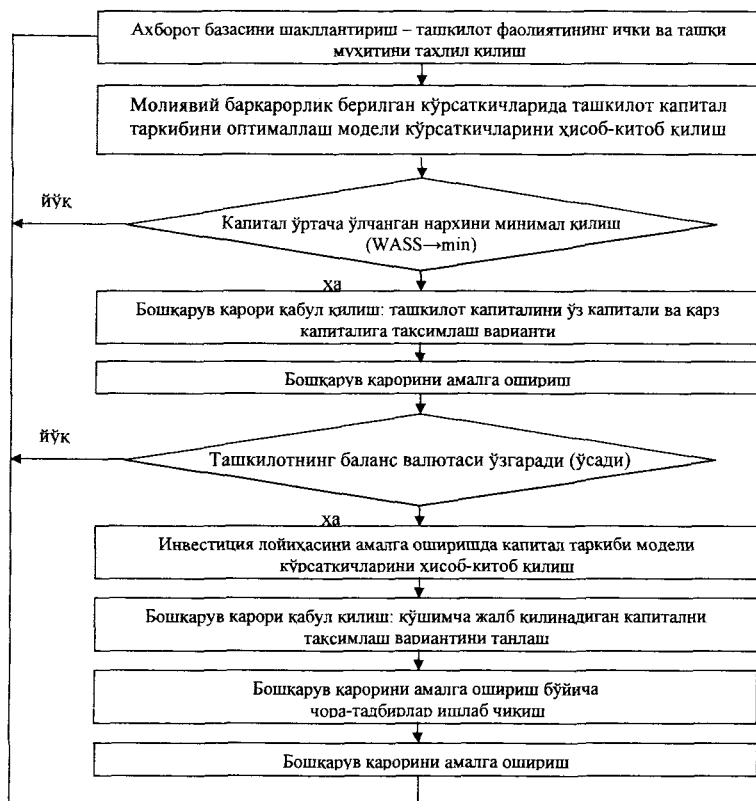 Ахборот базасини шакллантириш – ташкилот фаолиятининг ички ва ташқи
муҳитини таҳлил қилиш
Молиявий барқарорлик берилган кўрсаткичларида ташкилот капитал
таркибини оптималлаш модели кўрсаткичларини ҳисоб-китоб қилиш
йўқ
Капитал ўртача ўлчанган нархини минимал қилиш
(WASS→min)
ҳа
Бошқарув қарори қабул қилиш: ташкилот капиталини ўз капитали ва қарз
капиталига тақсимлаш варианти
Бошқарув қарорини амалга ошириш
йўқ
Ташкилотнинг баланс валютаси ўзгаради (ўсади)
ҳа
Инвестиция лойиҳасини амалга оширишда капитал таркиби модели
кўрсаткичларини ҳисоб-китоб қилиш
Бошқарув қарори қабул қилиш: қўшимча жалб қилинадиган капитални
тақсимлаш вариантини танлаш
Бошқарув қарорини амалга ошириш бўйича
чора-тадбирлар ишлаб чиқиш
Бошқарув қарорини амалга ошириш